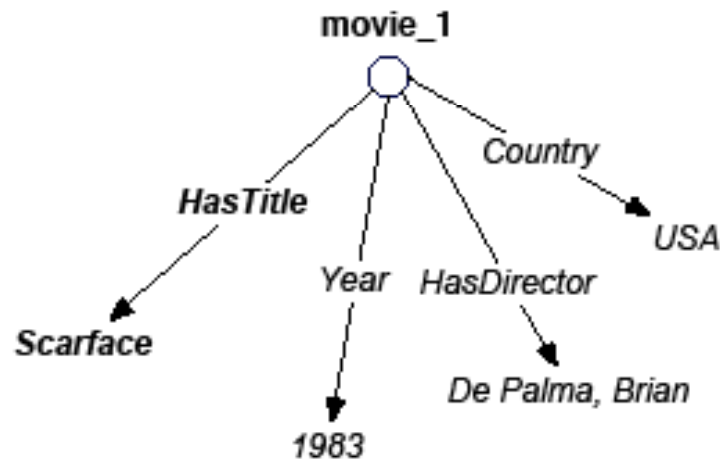 movie_1
Country
HasTitle
USA
Year
HasDirector
Scarface
De Palma, Brian
1983